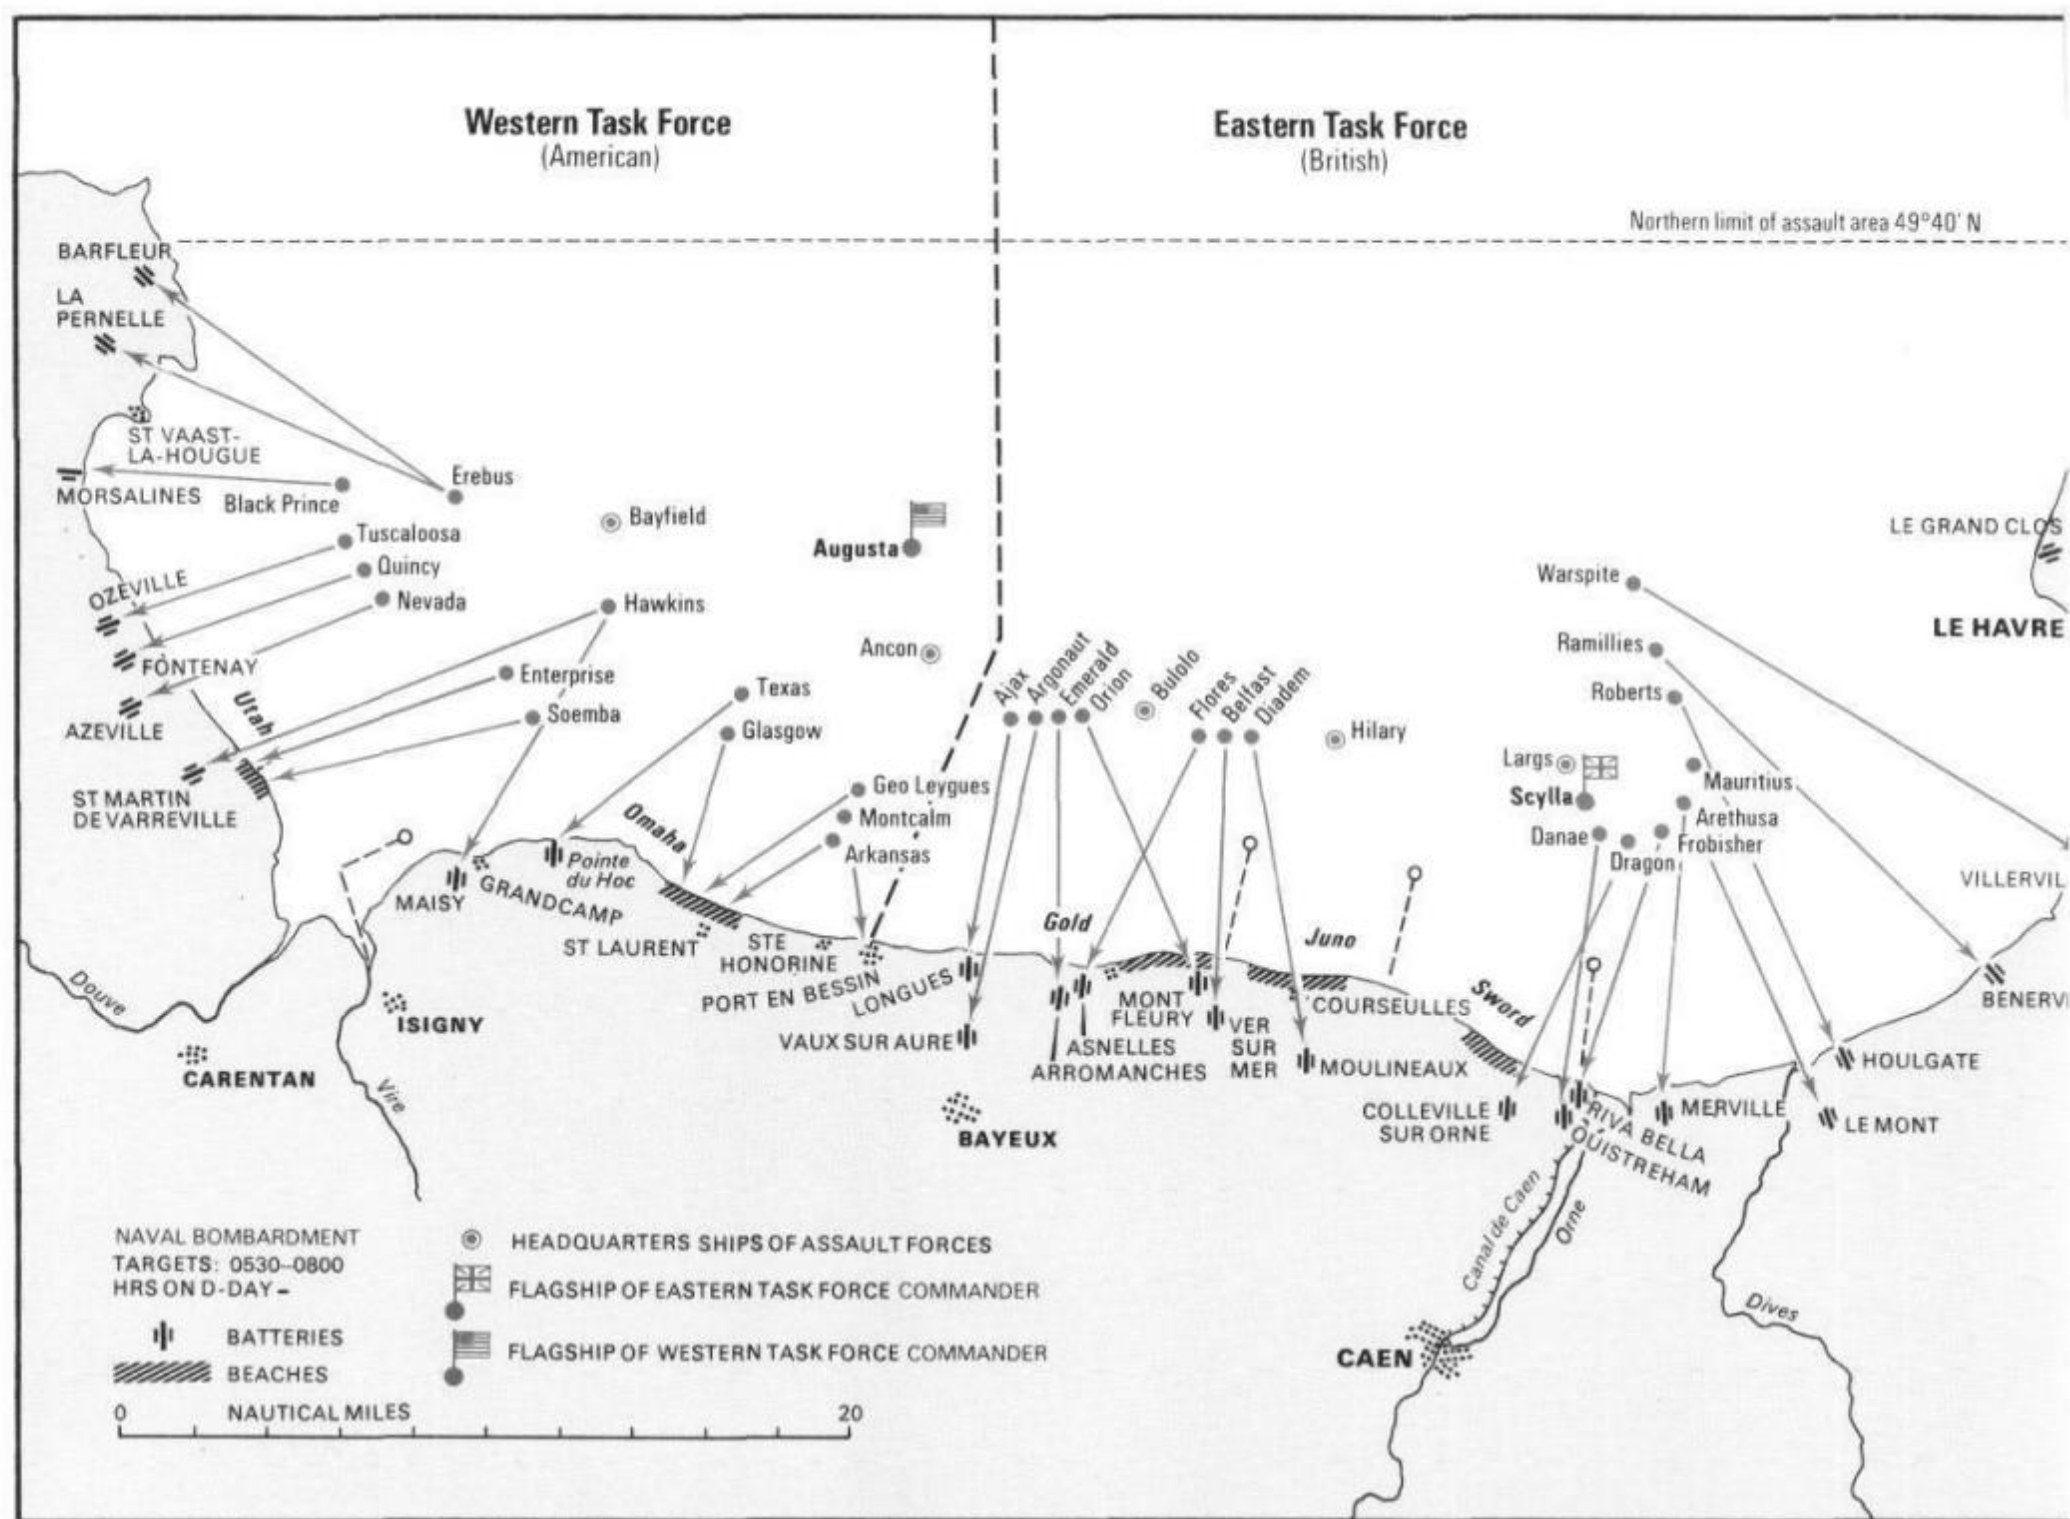 Western Task Force
(American)
Eastern Task Force
(British)
Northern limit of assault area 49°40' N
BARFLEUR
LA
PERNELLE
ST VAAST-
LA-HOUGUE
MORSALINES
Black Prince
Erebus
Bayfield
Augusta
Tuscaloosa
Quincy
Nevada
Hawkins
OZEVILLE
FONTENAY
AZEVILLE
Utah
Enterprise
Soemba
Ancon
Texas
Glasgow
ST MARTIN
DE VARREVILLE
Geo Leygues
Montcalm
Arkansas
Omaha
MAISY
GRANDCAMP
Pointe
du Hoc
ST LAURENT
STE
HONORINE
PORT EN BESSIN
LONGUES
VAUX SUR AURE
Ajax
Argonaut
Emerald
Orion
Bulolo
Flores
Belfast
Diadem
Hilary
Gold
Juno
Sword
ASNELLES
ARROMANCHES
MONT
FLEURY
VER
SUR
MER
COURSEULLES
MOULINEAUX
Warspite
Ramillies
Roberts
Largs
Scylla
Mauritius
Arethusa
Danae
Frobisher
Dragon
LE GRAND CLOS
LE HAVRE
VILLERVIL
BENERVI
HOULGATE
LE MONT
MERVILLE
RIVA BELLA
OUISTREHAM
COLLEVILLE
SUR ORNE
Douve
CARENTAN
ISIGNY
Vire
BAYEUX
Canal de Caen
Orne
Dives
CAEN
NAVAL BOMBARDMENT
TARGETS: 0530–0800
HRS ON D-DAY –
BATTERIES
BEACHES
0 NAUTICAL MILES 20
HEADQUARTERS SHIPS OF ASSAULT FORCES
FLAGSHIP OF EASTERN TASK FORCE COMMANDER
FLAGSHIP OF WESTERN TASK FORCE COMMANDER